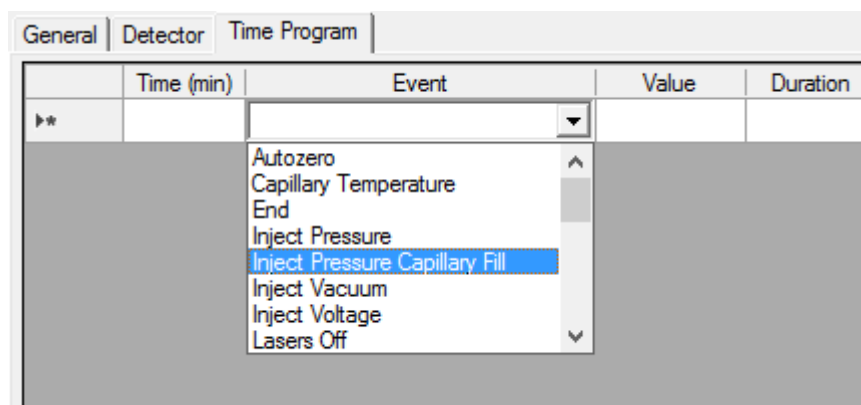 General Detector Time Program
Time (min) Event Value Duration
Autozero
Capillary Temperature
End
Inject Pressure
Inject Pressure Capillary Fill
Inject Vacuum
Inject Voltage
Lasers Off